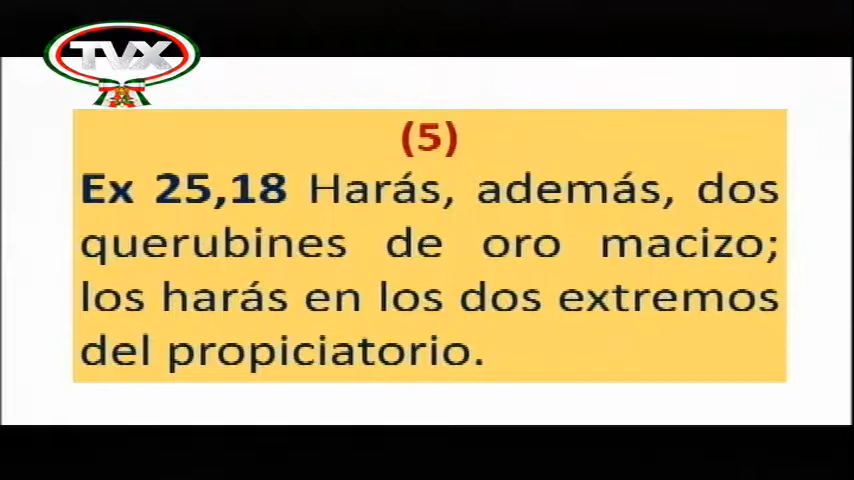 TVX
(5)
Ex 25,18 Harás, además, dos
querubines de oro macizo;
los harás en los dos extremos
del propiciatorio.